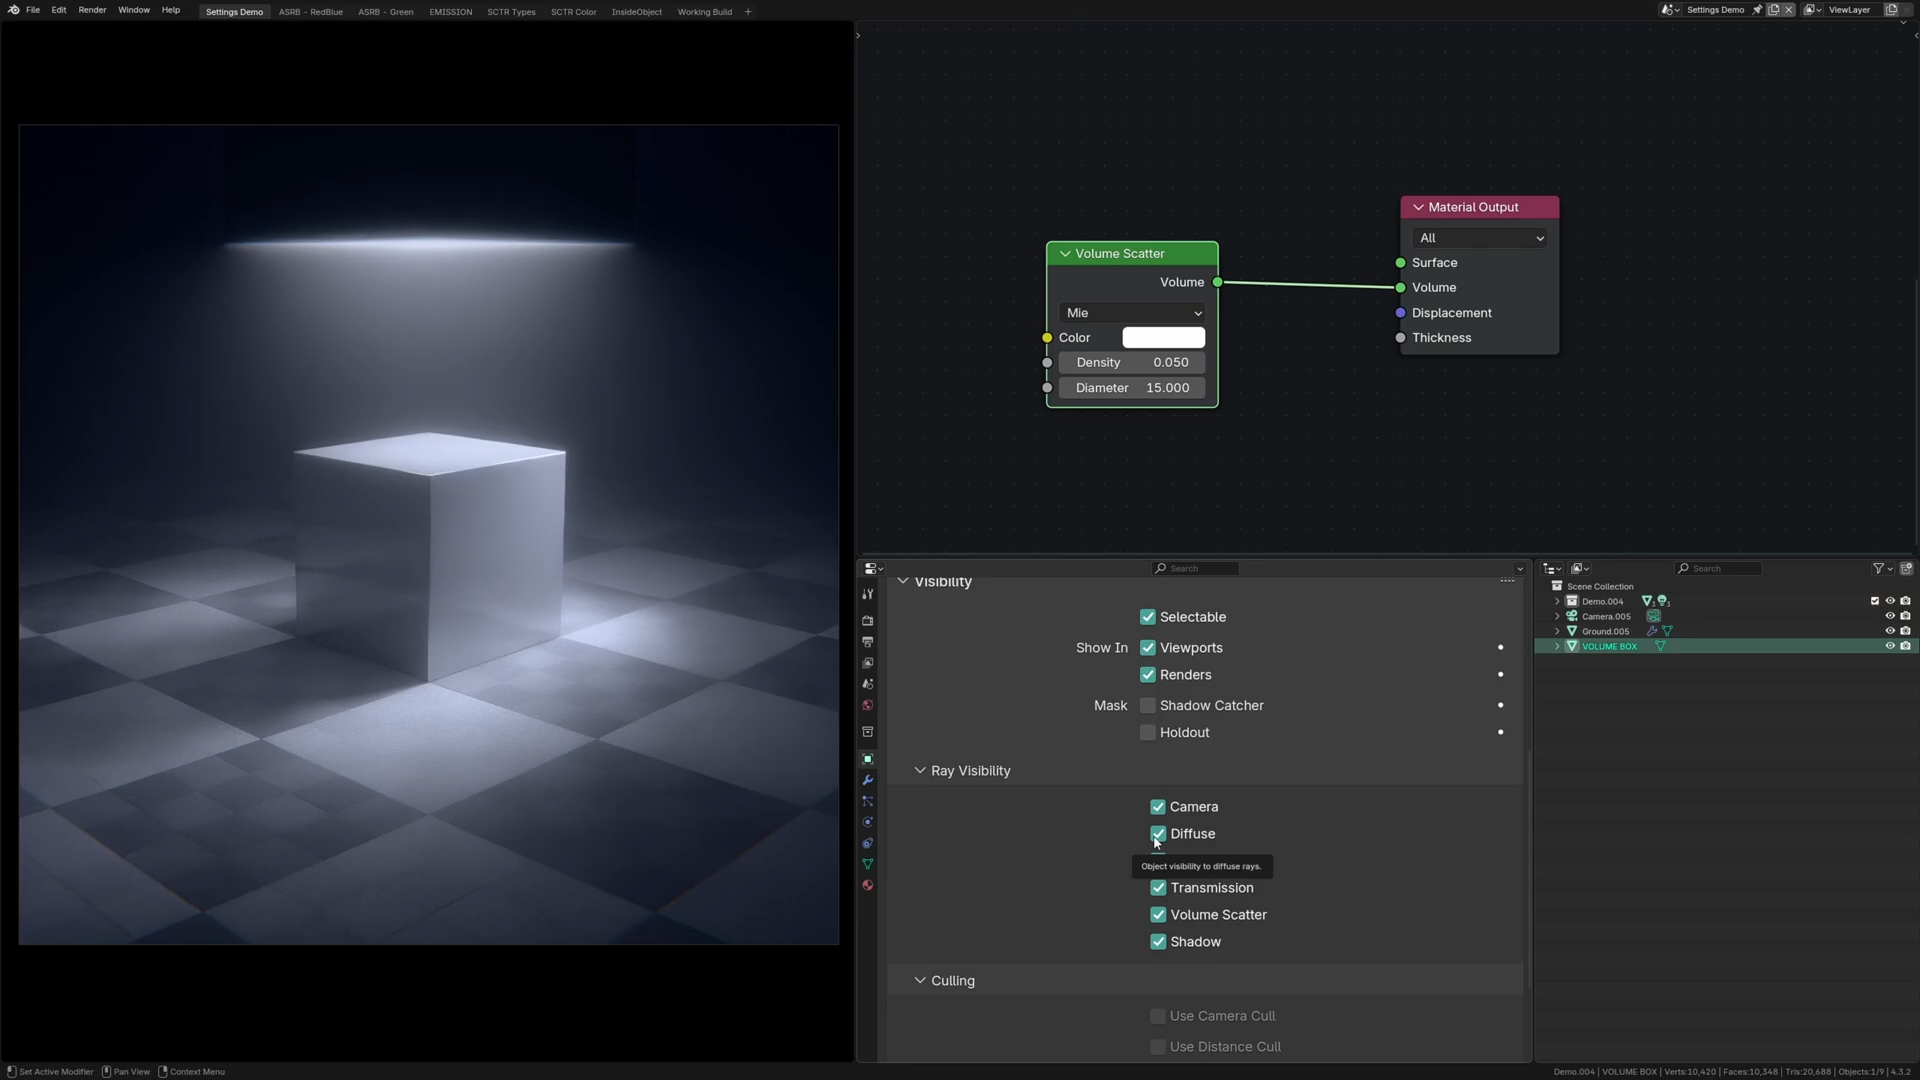 File Edit Render Window Help Settings Demo ASRB - RedBlue ASRB - Green EMISSION SCTR Types SCTR Color InsideObject Working Build +
Settings Demo ViewLayer
Material Output
All
Surface
Volume
Displacement
Thickness
Volume Scatter
Volume
Mie
Color
Density 0.050
Diameter 15.000
Search
Visibility
Selectable
Show In Viewports
Renders
Mask Shadow Catcher
Holdout
Ray Visibility
Camera
Diffuse
Object visibility to diffuse rays.
Transmission
Volume Scatter
Shadow
Culling
Use Camera Cull
Use Distance Cull
Search
Scene Collection
Demo.004 3 3
Camera.005
Ground.005
VOLUME BOX
Set Active Modifier Pan View Context Menu
Demo.004 | VOLUME BOX | Verts:10,420 | Faces:10,348 | Tris:20,688 | Objects:1/9 | 4.3.2